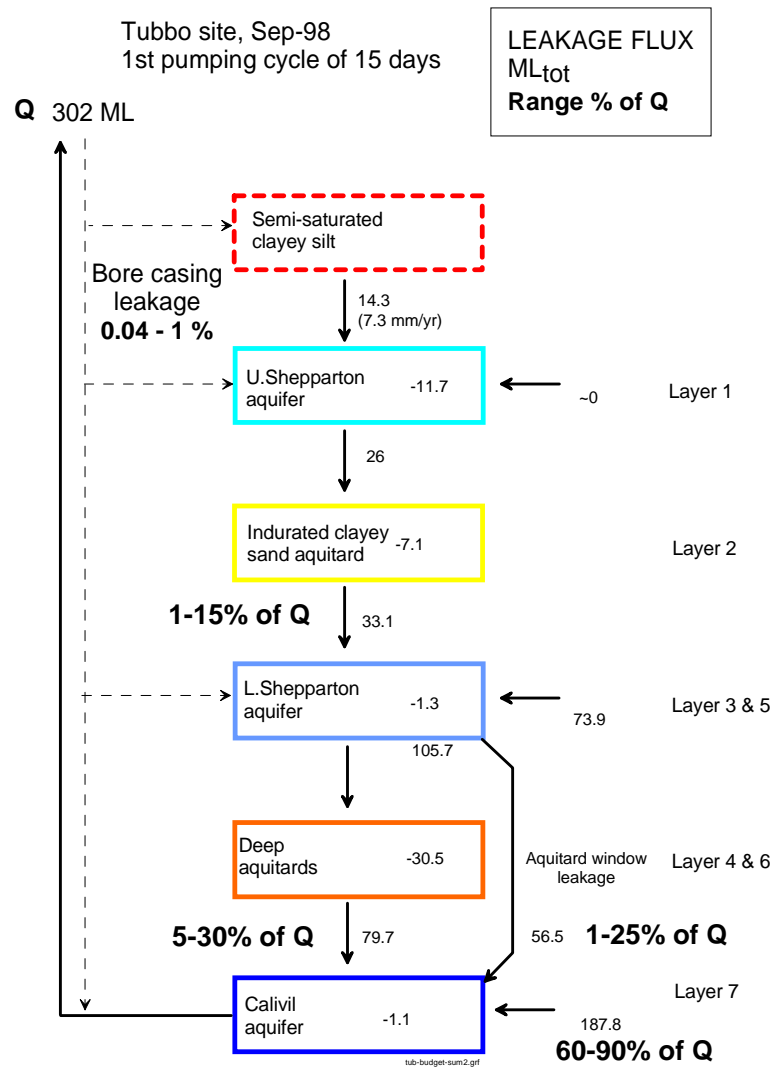 Tubbo site, Sep-98
1st pumping cycle of 15 days
LEAKAGE FLUX
MLtot
Range % of Q
Q 302 ML
Semi-saturated
clayey silt
Bore casing
leakage
0.04 - 1 %
14.3
(7.3 mm/yr)
U.Shepparton
aquifer
-11.7
~0
Layer 1
26
Indurated clayey
sand aquitard
-7.1
Layer 2
1-15% of Q
33.1
L.Shepparton
aquifer
-1.3
73.9
Layer 3 & 5
105.7
Deep
aquitards
-30.5
Aquitard window
leakage
Layer 4 & 6
5-30% of Q
79.7
56.5
1-25% of Q
Calivil
aquifer
-1.1
Layer 7
187.8
60-90% of Q
tub-budget-sum2.grf